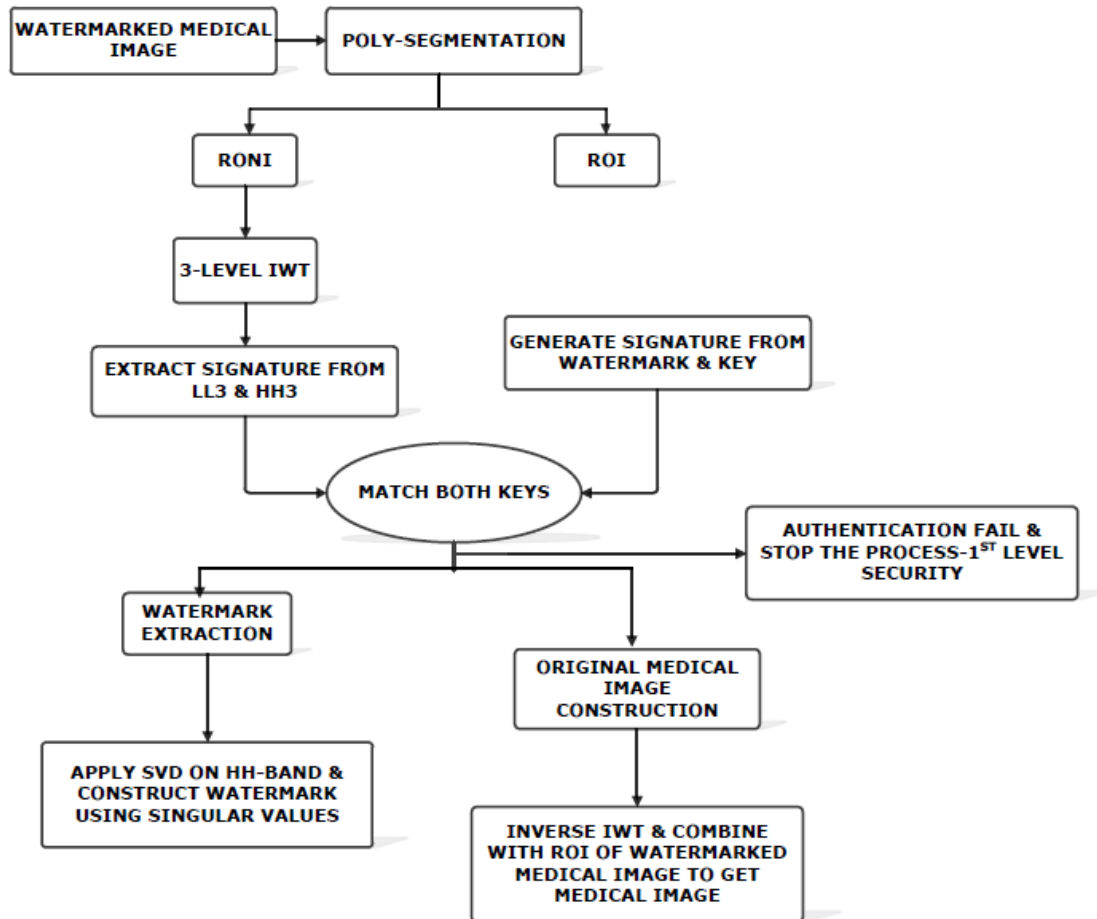 WATERMARKED MEDICAL
IMAGE
POLY-SEGMENTATION
RONI
ROI
3-LEVEL IWT
EXTRACT SIGNATURE FROM
LL3 & HH3
GENERATE SIGNATURE FROM
WATERMARK & KEY
MATCH BOTH KEYS
AUTHENTICATION FAIL &
STOP THE PROCESS-1ST LEVEL
SECURITY
WATERMARK
EXTRACTION
ORIGINAL MEDICAL
IMAGE
CONSTRUCTION
APPLY SVD ON HH-BAND &
CONSTRUCT WATERMARK
USING SINGULAR VALUES
INVERSE IWT & COMBINE
WITH ROI OF WATERMARKED
MEDICAL IMAGE TO GET
MEDICAL IMAGE